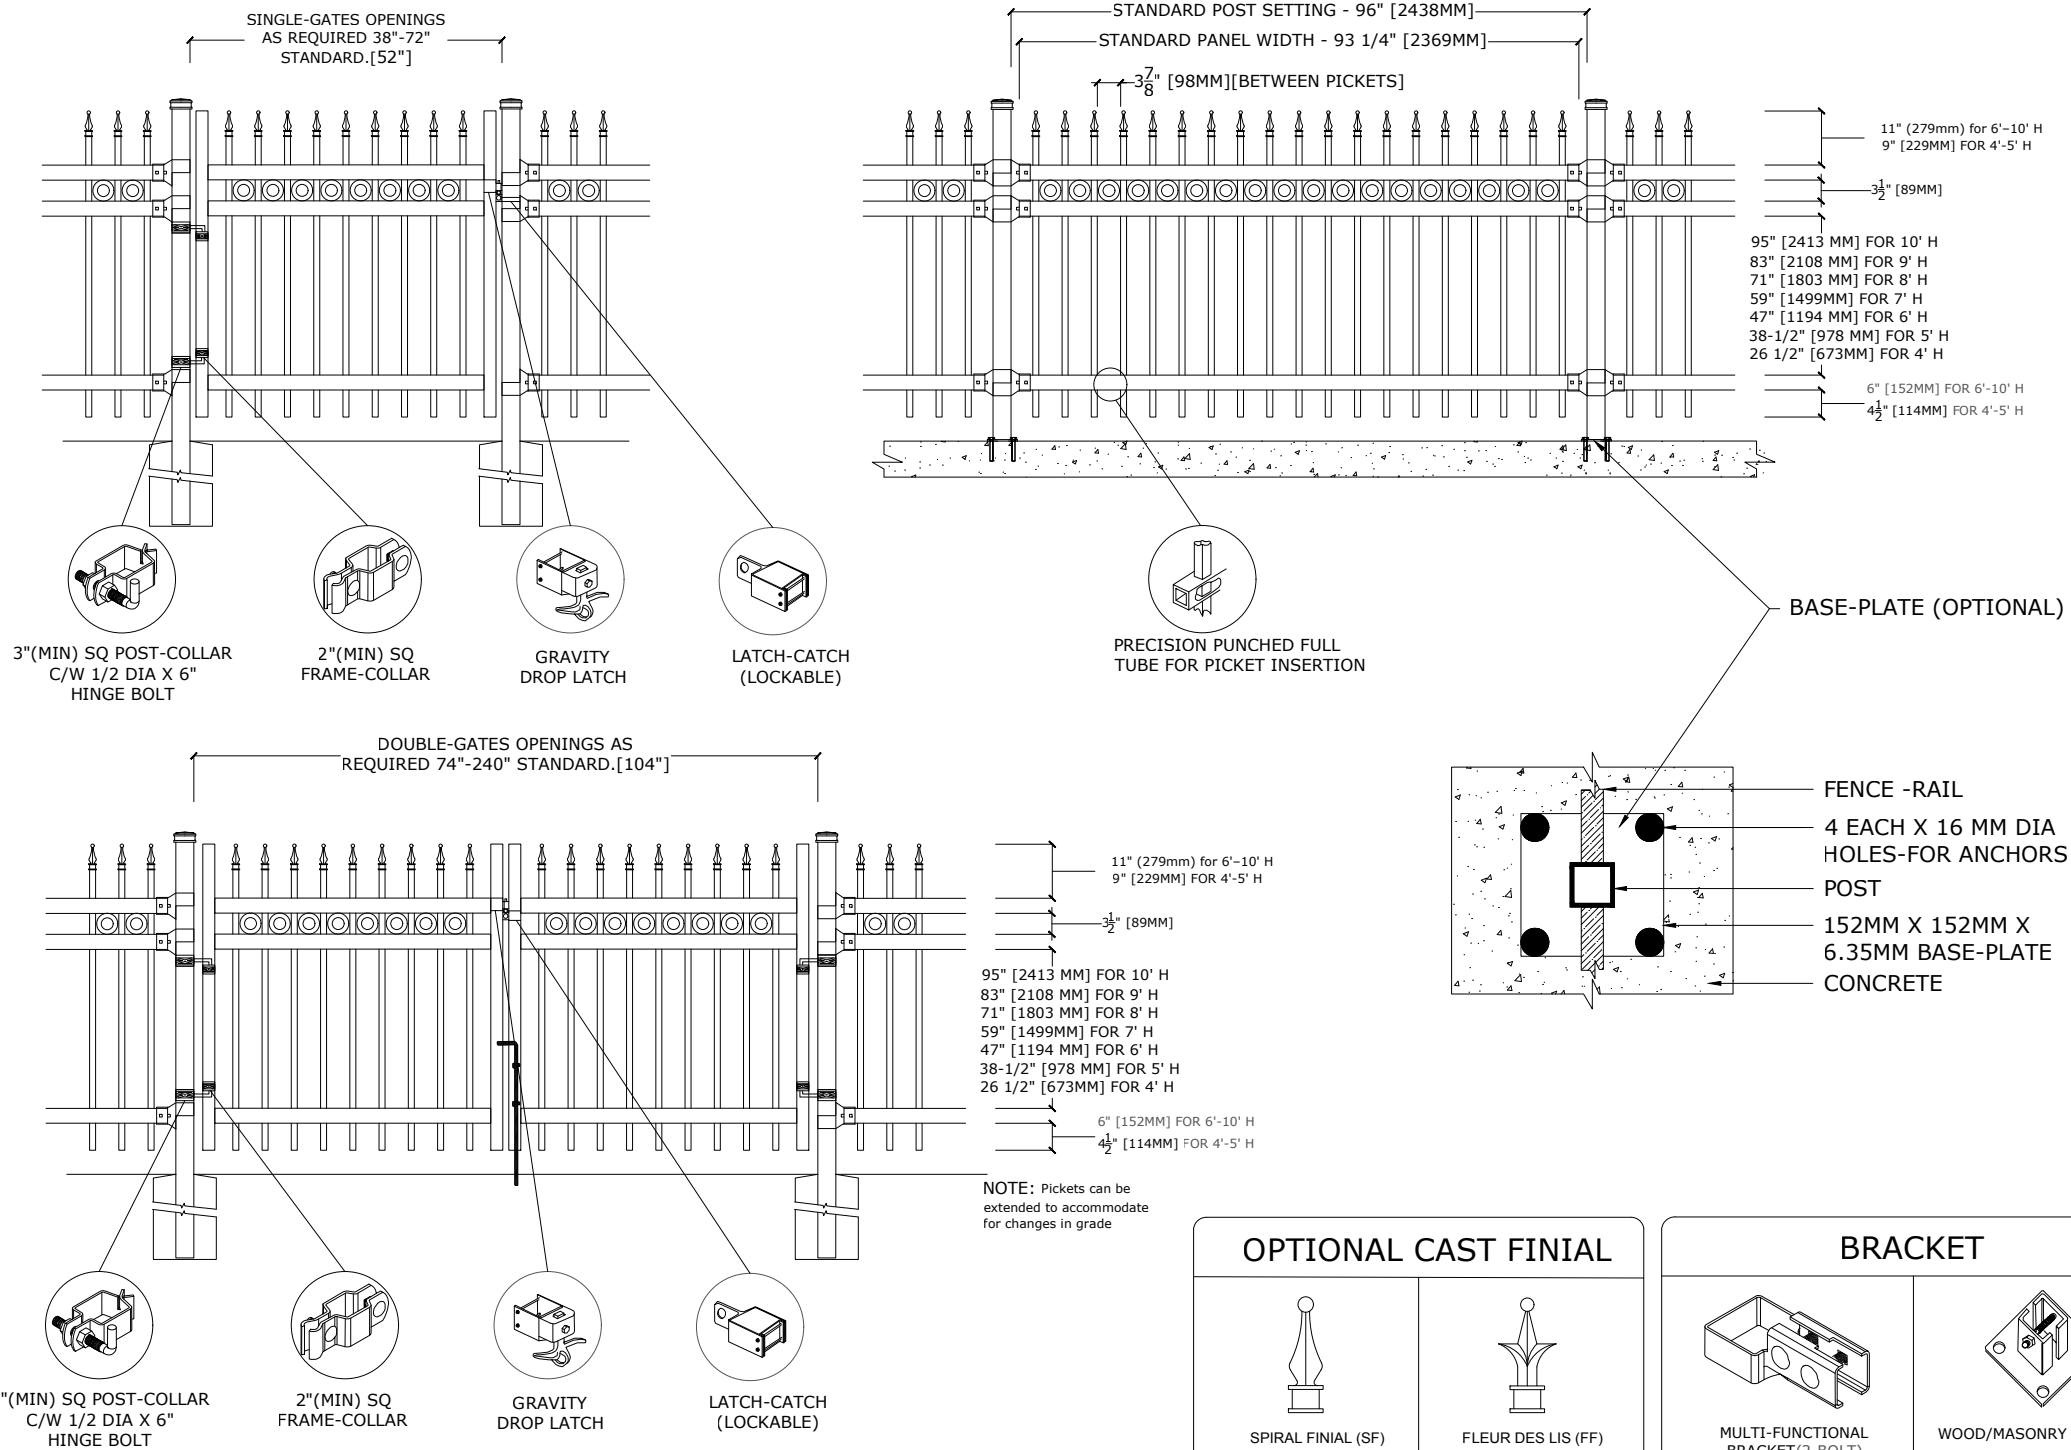 SINGLE-GATES OPENINGS
AS REQUIRED 38"-72"
STANDARD.[52"]
STANDARD POST SETTING - 96" [2438MM]
STANDARD PANEL WIDTH - 93 1/4" [2369MM]
3 7/8" [98MM][BETWEEN PICKETS]
11" (279mm) for 6'-10' H
9" [229MM] FOR 4'-5' H
3 1/2" [89MM]
95" [2413 MM] FOR 10' H
83" [2108 MM] FOR 9' H
71" [1803 MM] FOR 8' H
59" [1499MM] FOR 7' H
47" [1194 MM] FOR 6' H
38-1/2" [978 MM] FOR 5' H
26 1/2" [673MM] FOR 4' H
6" [152MM] FOR 6'-10' H
4 1/2" [114MM] FOR 4'-5' H
3"(MIN) SQ POST-COLLAR
C/W 1/2 DIA X 6"
HINGE BOLT
2"(MIN) SQ
FRAME-COLLAR
GRAVITY
DROP LATCH
LATCH-CATCH
(LOCKABLE)
PRECISION PUNCHED FULL
TUBE FOR PICKET INSERTION
BASE-PLATE (OPTIONAL)
FENCE -RAIL
4 EACH X 16 MM DIA
HOLES-FOR ANCHORS
POST
152MM X 152MM X
6.35MM BASE-PLATE
CONCRETE
DOUBLE-GATES OPENINGS AS
REQUIRED 74"-240" STANDARD.[104"]
11" (279mm) for 6'-10' H
9" [229MM] FOR 4'-5' H
3 1/2" [89MM]
95" [2413 MM] FOR 10' H
83" [2108 MM] FOR 9' H
71" [1803 MM] FOR 8' H
59" [1499MM] FOR 7' H
47" [1194 MM] FOR 6' H
38-1/2" [978 MM] FOR 5' H
26 1/2" [673MM] FOR 4' H
6" [152MM] FOR 6'-10' H
4 1/2" [114MM] FOR 4'-5' H
NOTE: Pickets can be
extended to accommodate
for changes in grade
"(MIN) SQ POST-COLLAR
C/W 1/2 DIA X 6"
HINGE BOLT
2"(MIN) SQ
FRAME-COLLAR
GRAVITY
DROP LATCH
LATCH-CATCH
(LOCKABLE)
OPTIONAL CAST FINIAL
SPIRAL FINIAL (SF)
FLEUR DES LIS (FF)
BRACKET
MULTI-FUNCTIONAL
BRACKET(2-BOLT)
WOOD/MASONRY